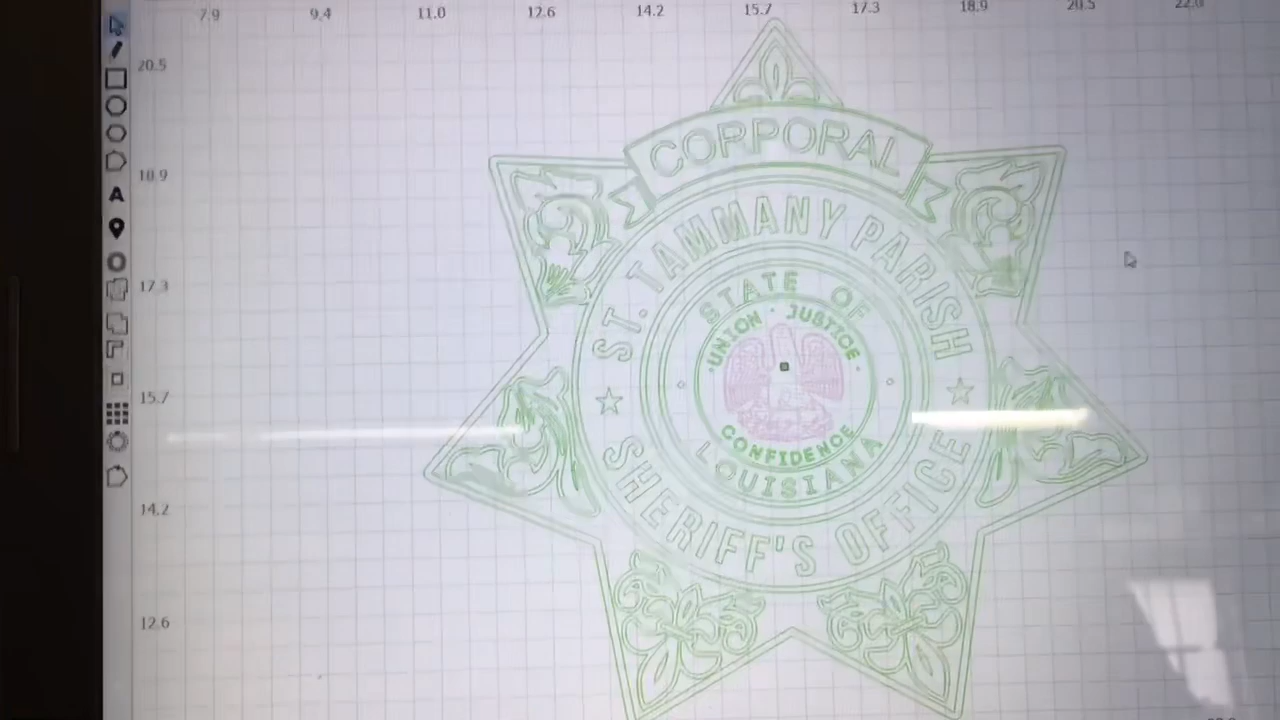 7.9 9.4 11.0 12.6 14.2 15.7 17.3 18.9 20.5 22.0
20.5
18.9
17.3
15.7
14.2
12.6
A
CORPORAL
ST. TAMMANY PARISH
STATE OF
UNION · JUSTICE
CONFIDENCE
LOUISIANA
SHERIFF'S OFFICE